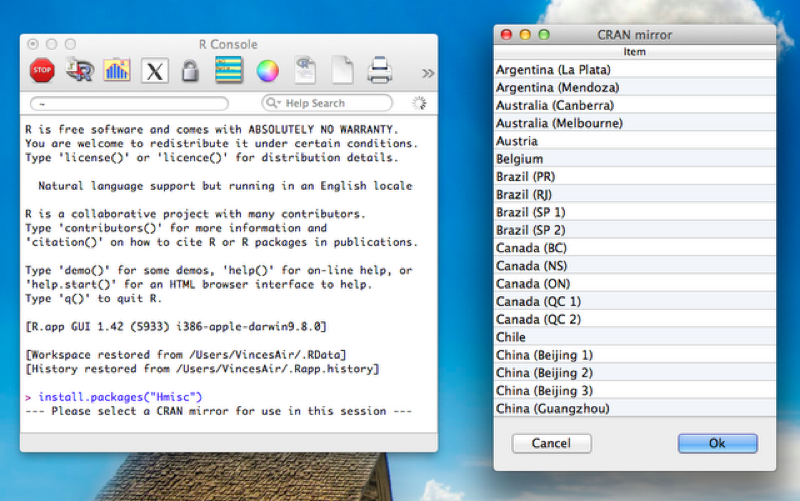 R Console
STOP
R
X
R
»
~
Help Search
R is free software and comes with ABSOLUTELY NO WARRANTY.
You are welcome to redistribute it under certain conditions.
Type 'license()' or 'licence()' for distribution details.
Natural language support but running in an English locale
R is a collaborative project with many contributors.
Type 'contributors()' for more information and
'citation()' on how to cite R or R packages in publications.
Type 'demo()' for some demos, 'help()' for on-line help, or
'help.start()' for an HTML browser interface to help.
Type 'q()' to quit R.
[R.app GUI 1.42 (5933) i386-apple-darwin9.8.0]
[Workspace restored from /Users/VincesAir/.RData]
[History restored from /Users/VincesAir/.Rapp.history]
> install.packages("Hmisc")
--- Please select a CRAN mirror for use in this session ---
CRAN mirror
Item
Argentina (La Plata)
Argentina (Mendoza)
Australia (Canberra)
Australia (Melbourne)
Austria
Belgium
Brazil (PR)
Brazil (RJ)
Brazil (SP 1)
Brazil (SP 2)
Canada (BC)
Canada (NS)
Canada (ON)
Canada (QC 1)
Canada (QC 2)
Chile
China (Beijing 1)
China (Beijing 2)
China (Beijing 3)
China (Guangzhou)
Cancel
Ok